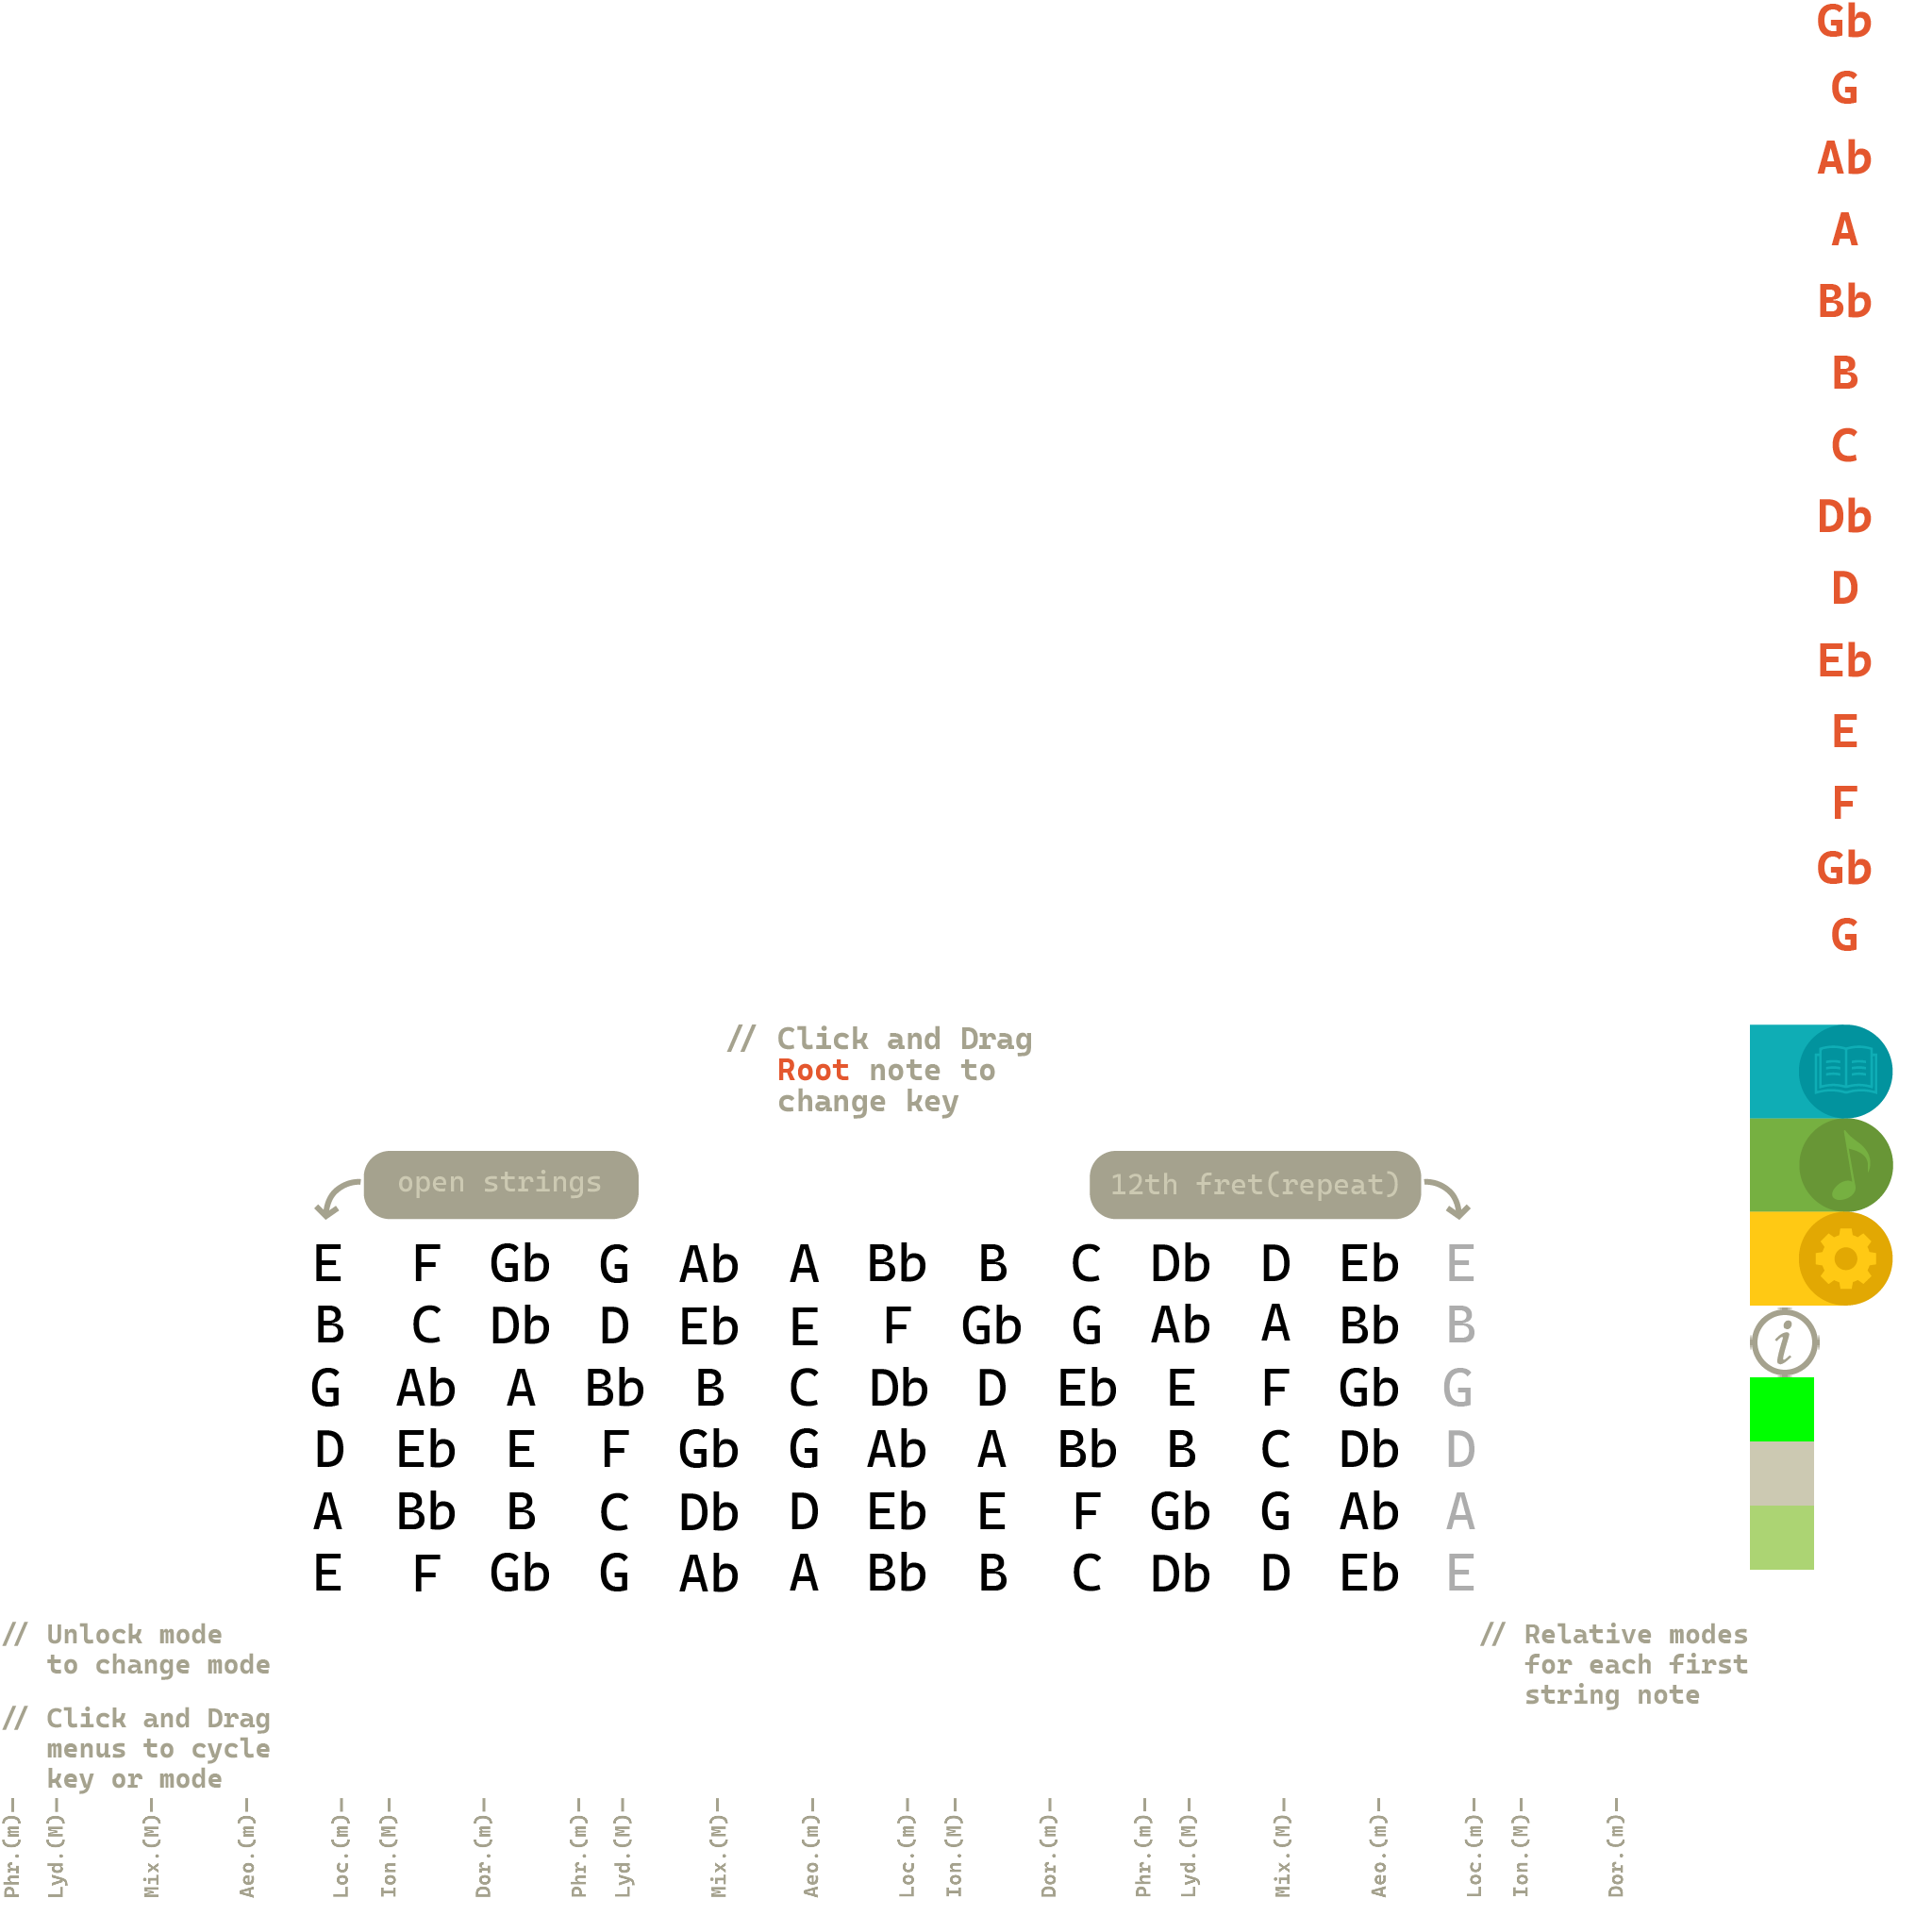 Gb
G
Ab
A
Bb
B
C
Db
D
Eb
E
F
Gb
G
// Click and Drag
Root note to
change key
open strings
12th fret(repeat)
E F Gb G Ab A Bb B C Db D Eb E
B C Db D Eb E F Gb G Ab A Bb B
G Ab A Bb B C Db D Eb E F Gb G
D Eb E F Gb G Ab A Bb B C Db D
A Bb B C Db D Eb E F Gb G Ab A
E F Gb G Ab A Bb B C Db D Eb E
i
// Unlock mode
to change mode
// Click and Drag
menus to cycle
key or mode
// Relative modes
for each first
string note
Phr.(m)–
Lyd.(M)–
Mix.(M)–
Aeo.(m)–
Loc.(m)–
Ion.(M)–
Dor.(m)–
Phr.(m)–
Lyd.(M)–
Mix.(M)–
Aeo.(m)–
Loc.(m)–
Ion.(M)–
Dor.(m)–
Phr.(m)–
Lyd.(M)–
Mix.(M)–
Aeo.(m)–
Loc.(m)–
Ion.(M)–
Dor.(m)–